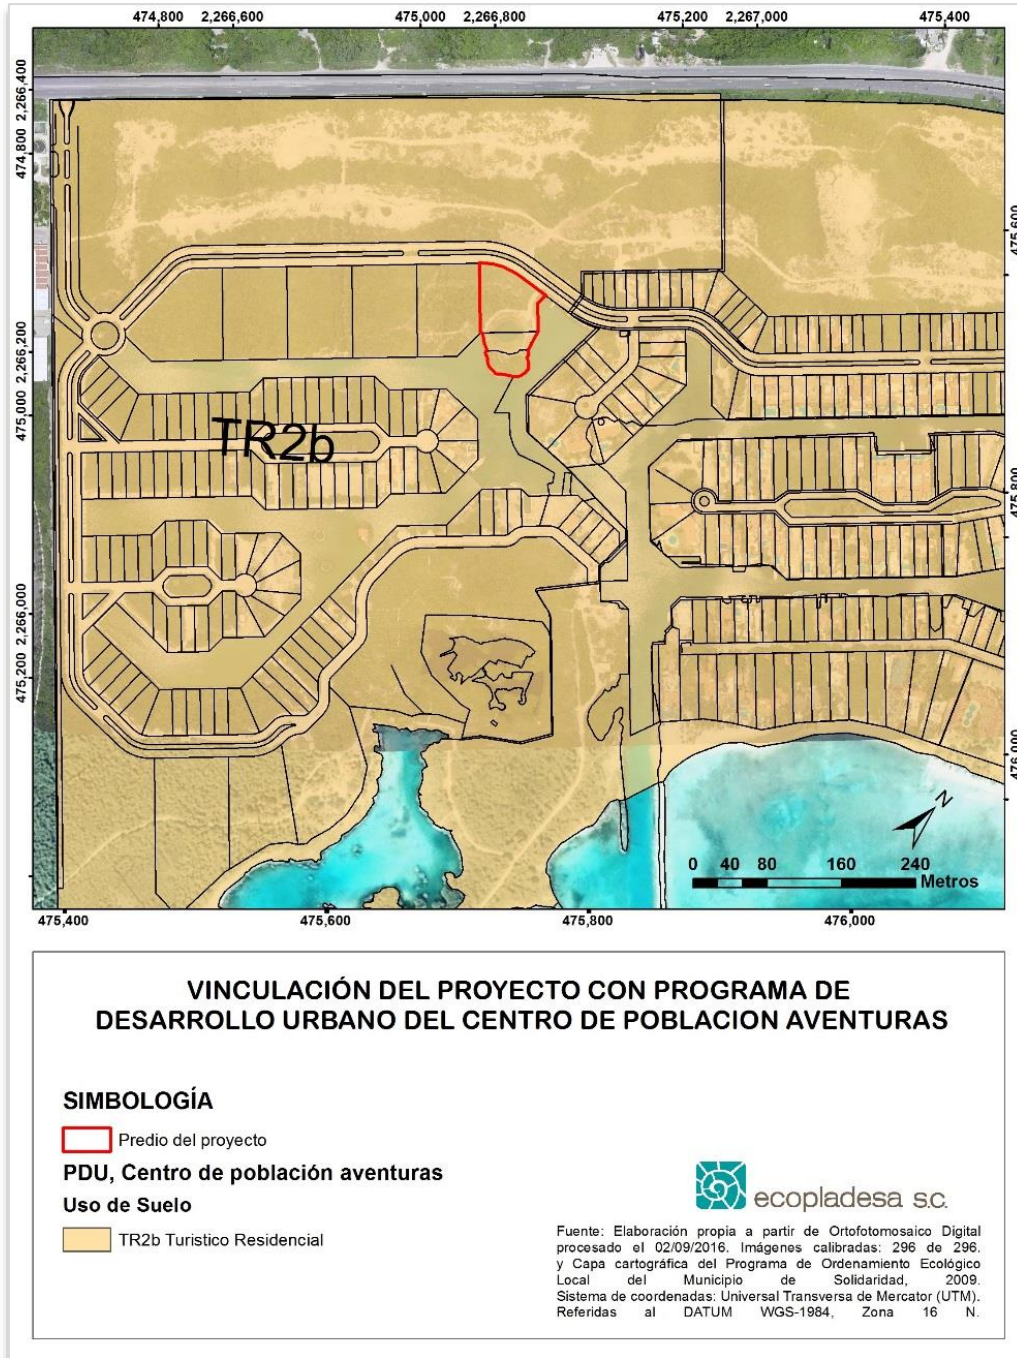 474,800 2,266,600 475,000 2,266,800 475,200 2,267,000 475,400
2,266,400
474,800
2,266,200
475,000
2,266,000
475,200
475,600
475,800
476,000
TR2b
N
0 40 80 160 240
Metros
475,400 475,600 475,800 476,000
VINCULACIÓN DEL PROYECTO CON PROGRAMA DE
DESARROLLO URBANO DEL CENTRO DE POBLACION AVENTURAS
SIMBOLOGÍA
Predio del proyecto
PDU, Centro de población aventuras
Uso de Suelo
TR2b Turistico Residencial
ecopladesa s.c.
Fuente: Elaboración propia a partir de Ortofotomosaico Digital
procesado el 02/09/2016. Imágenes calibradas: 296 de 296.
y Capa cartográfica del Programa de Ordenamiento Ecológico
Local del Municipio de Solidaridad, 2009.
Sistema de coordenadas: Universal Transversa de Mercator (UTM).
Referidas al DATUM WGS-1984, Zona 16 N.